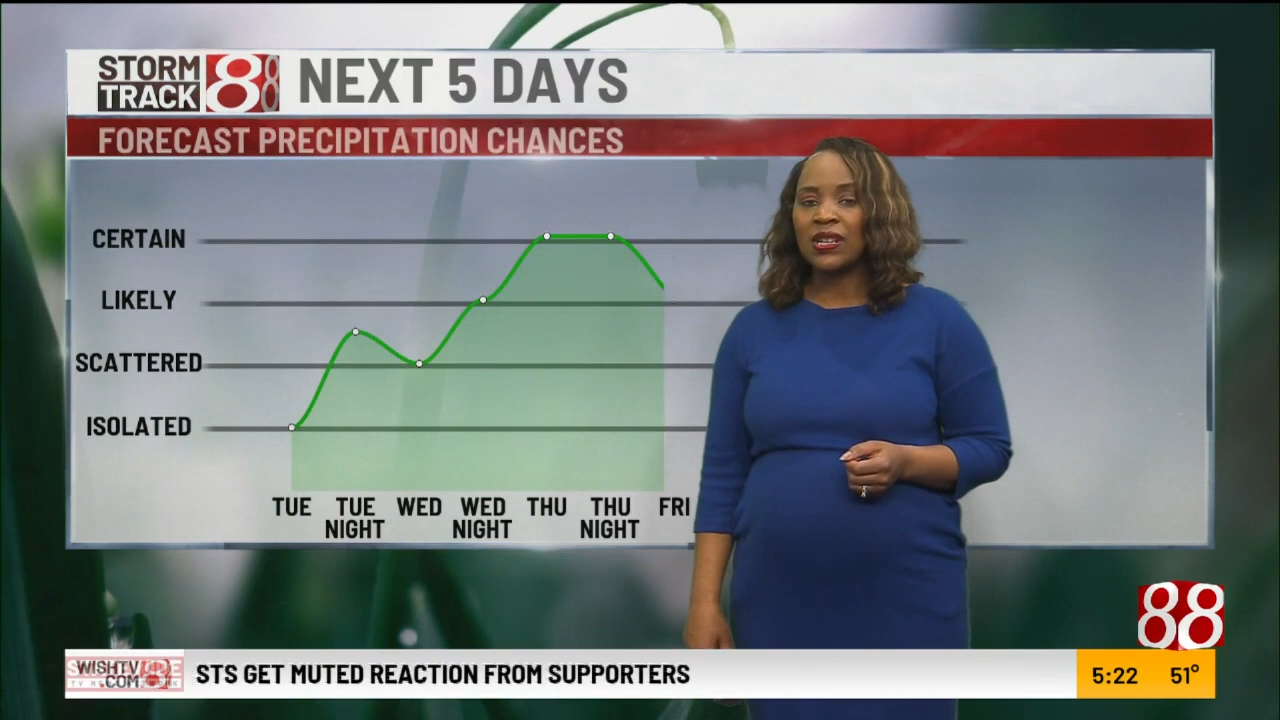 STORM
TRACK 8 NEXT 5 DAYS
FORECAST PRECIPITATION CHANCES
CERTAIN
LIKELY
SCATTERED
ISOLATED
TUE TUE NIGHT WED WED NIGHT THU THU NIGHT FRI
88
WISHTV.COM 8 STS GET MUTED REACTION FROM SUPPORTERS 5:22 51°